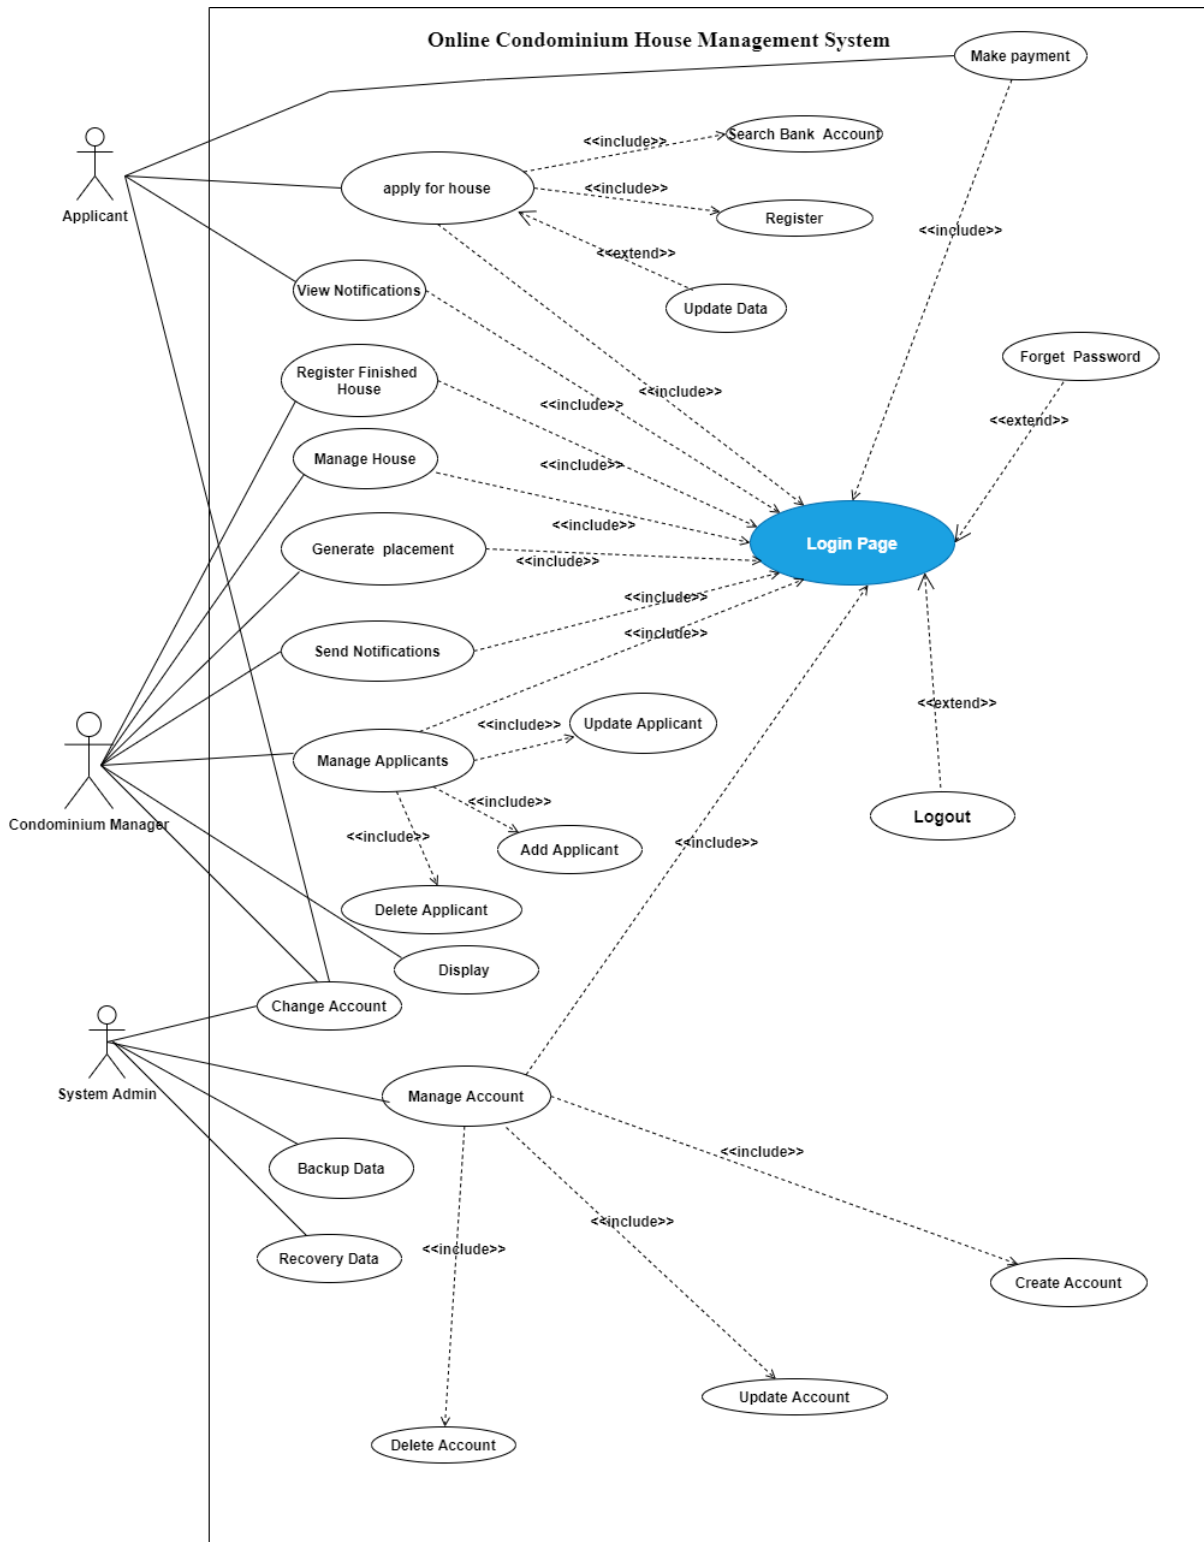 Online Condominium House Management System
Make payment
Search Bank  Account
<<include>>
apply for house
<<include>>
Register
Applicant
<<include>>
<<extend>>
View Notifications
Update Data
Register Finished
House
Forget  Password
<<include>>
<<include>>
<<extend>>
Manage House
<<include>>
<<include>>
Login Page
Generate  placement
<<include>>
<<include>>
<<include>>
Send Notifications
<<extend>>
<<include>>
Update Applicant
Manage Applicants
<<include>>
Condominium Manager
Logout
<<include>>
<<include>>
Add Applicant
Delete Applicant
Display
Change Account
System Admin
Manage Account
<<include>>
Backup Data
<<include>>
<<include>>
Recovery Data
Create Account
Update Account
Delete Account